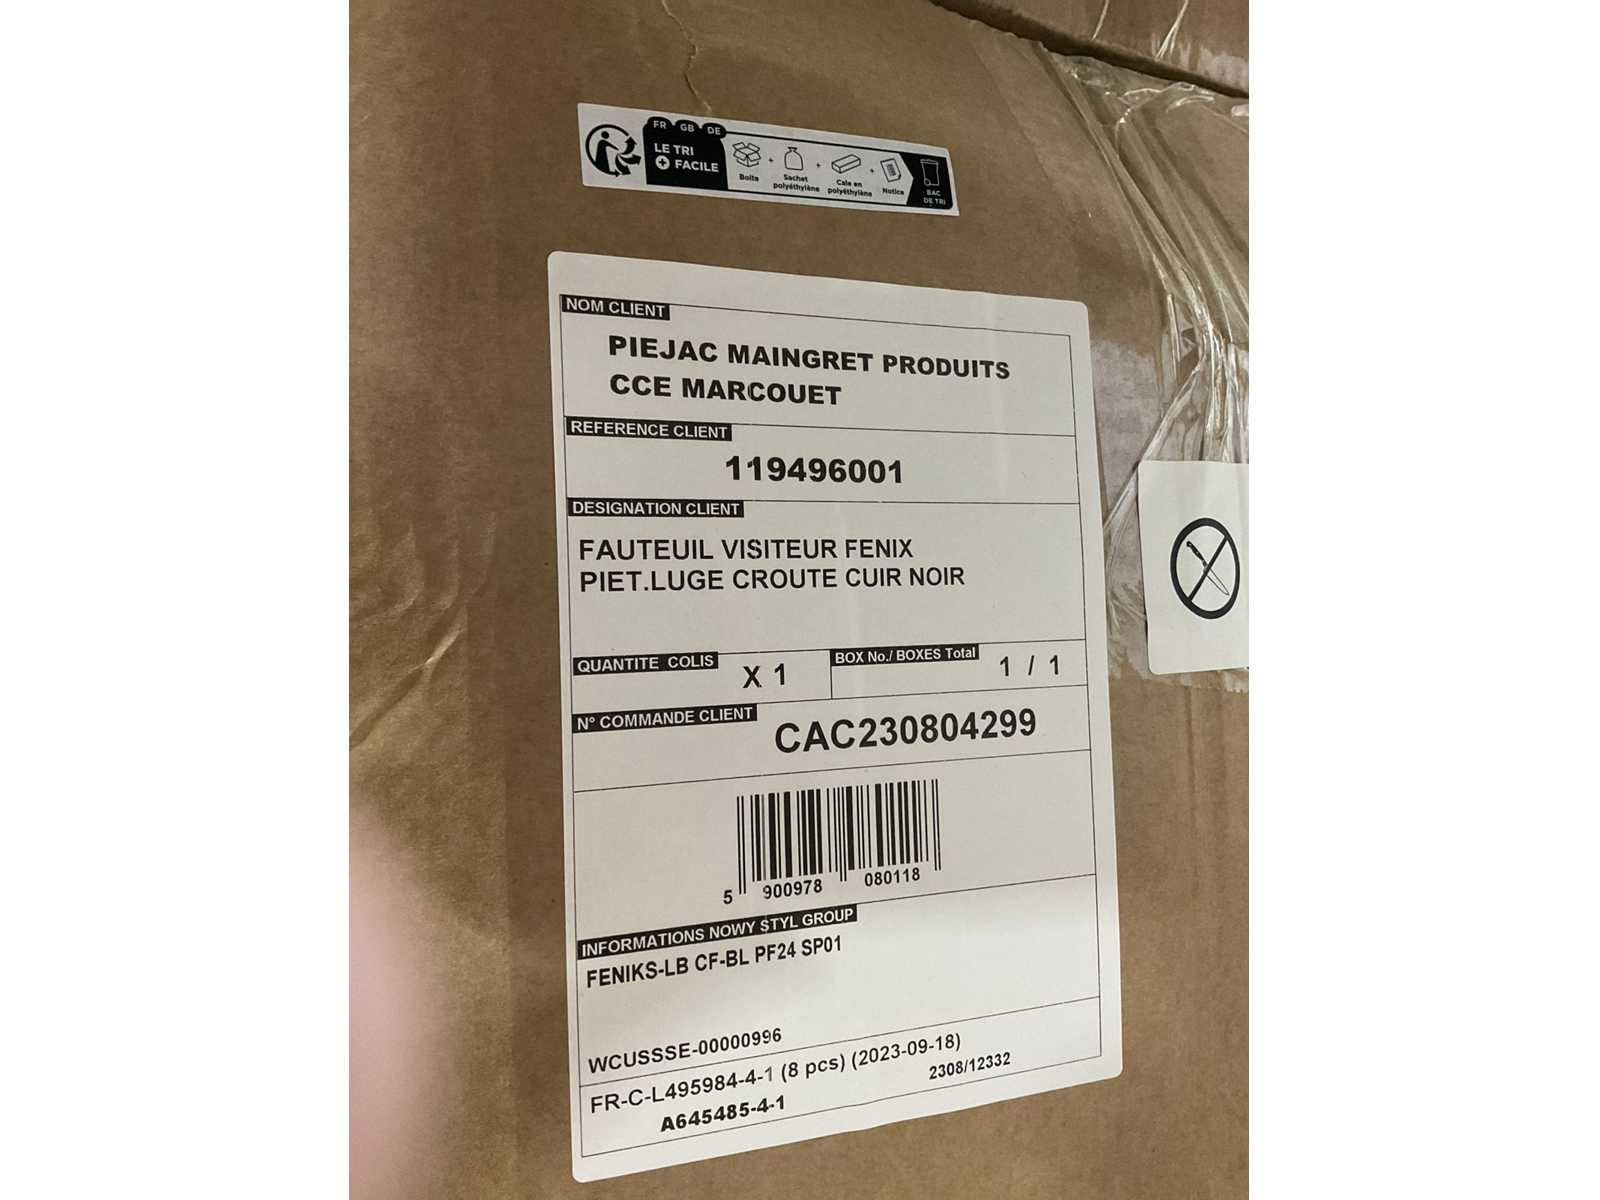 FR GB DE
LE TRI
+ FACILE
Boîte
+
Sachet
polyéthylène
+
Cale en
polyéthylène
+
Notice
BAC
DE TRI
NOM CLIENT
PIEJAC MAINGRET PRODUITS
CCE MARCOUET
REFERENCE CLIENT
119496001
DESIGNATION CLIENT
FAUTEUIL VISITEUR FENIX
PIET.LUGE CROUTE CUIR NOIR
QUANTITE COLIS
X 1
BOX No./ BOXES Total
1 / 1
N° COMMANDE CLIENT
CAC230804299
5 900978 080118
INFORMATIONS NOWY STYL GROUP
FENIKS-LB CF-BL PF24 SP01
WCUSSSE-00000996
FR-C-L495984-4-1 (8 pcs) (2023-09-18)
A645485-4-1
2308/12332